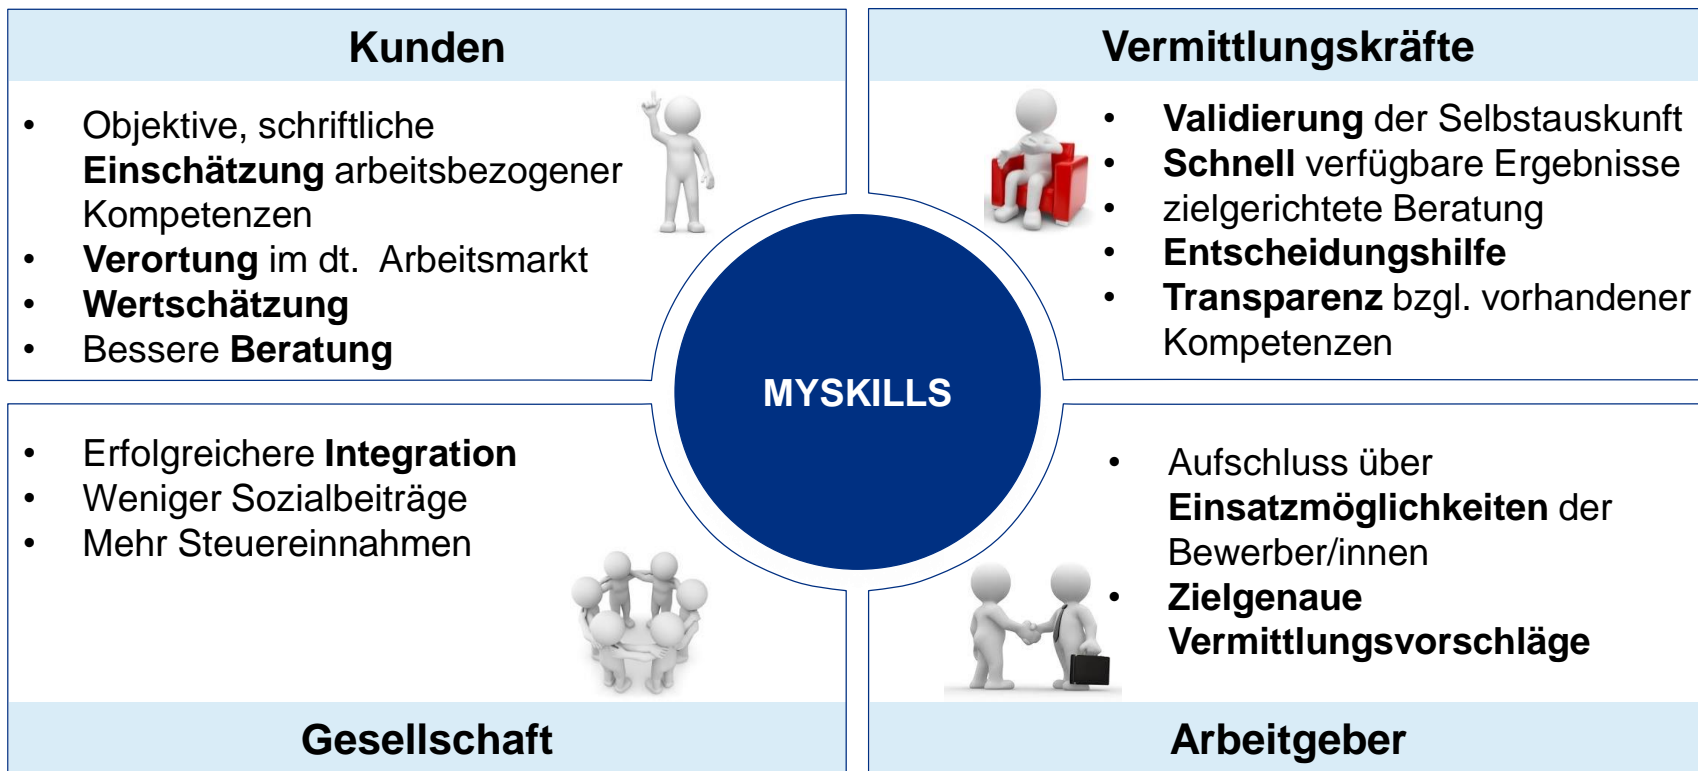 Kunden
• Objektive, schriftliche
Einschätzung arbeitsbezogener
Kompetenzen
• Verortung im dt. Arbeitsmarkt
• Wertschätzung
• Bessere Beratung
Vermittlungskräfte
• Validierung der Selbstauskunft
• Schnell verfügbare Ergebnisse
• zielgerichtete Beratung
• Entscheidungshilfe
• Transparenz bzgl. vorhandener
Kompetenzen
MYSKILLS
• Erfolgreichere Integration
• Weniger Sozialbeiträge
• Mehr Steuereinnahmen
Gesellschaft
• Aufschluss über
Einsatzmöglichkeiten der
Bewerber/innen
• Zielgenaue
Vermittlungsvorschläge
Arbeitgeber